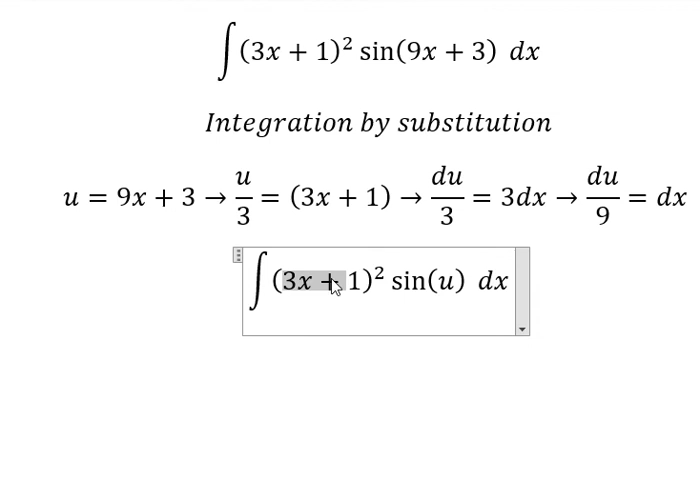 ∫(3x + 1)² sin(9x + 3) dx
Integration by substitution
u = 9x + 3 → u/3 = (3x + 1) → du/3 = 3dx → du/9 = dx
∫(3x + 1)² sin(u) dx